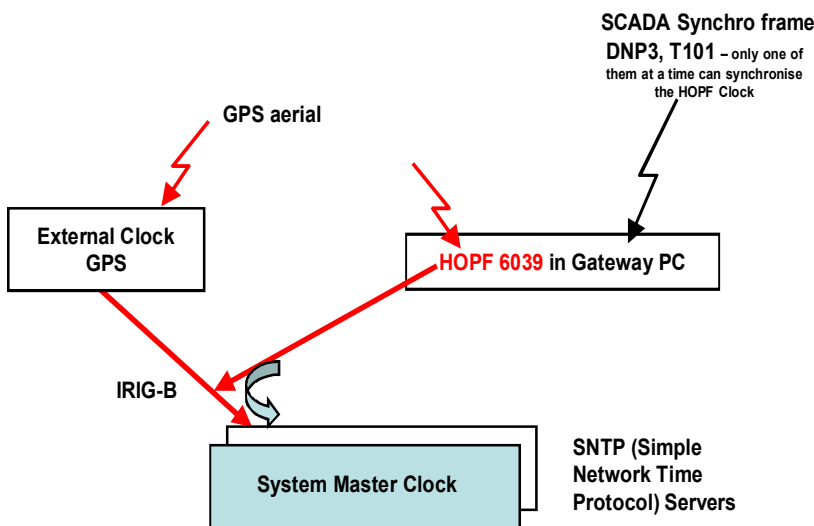 SCADA Synchro frame
DNP3, T101 – only one of
them at a time can synchronise
the HOPF Clock
GPS aerial
External Clock
GPS
HOPF 6039 in Gateway PC
IRIG-B
System Master Clock
SNTP (Simple
Network Time
Protocol) Servers